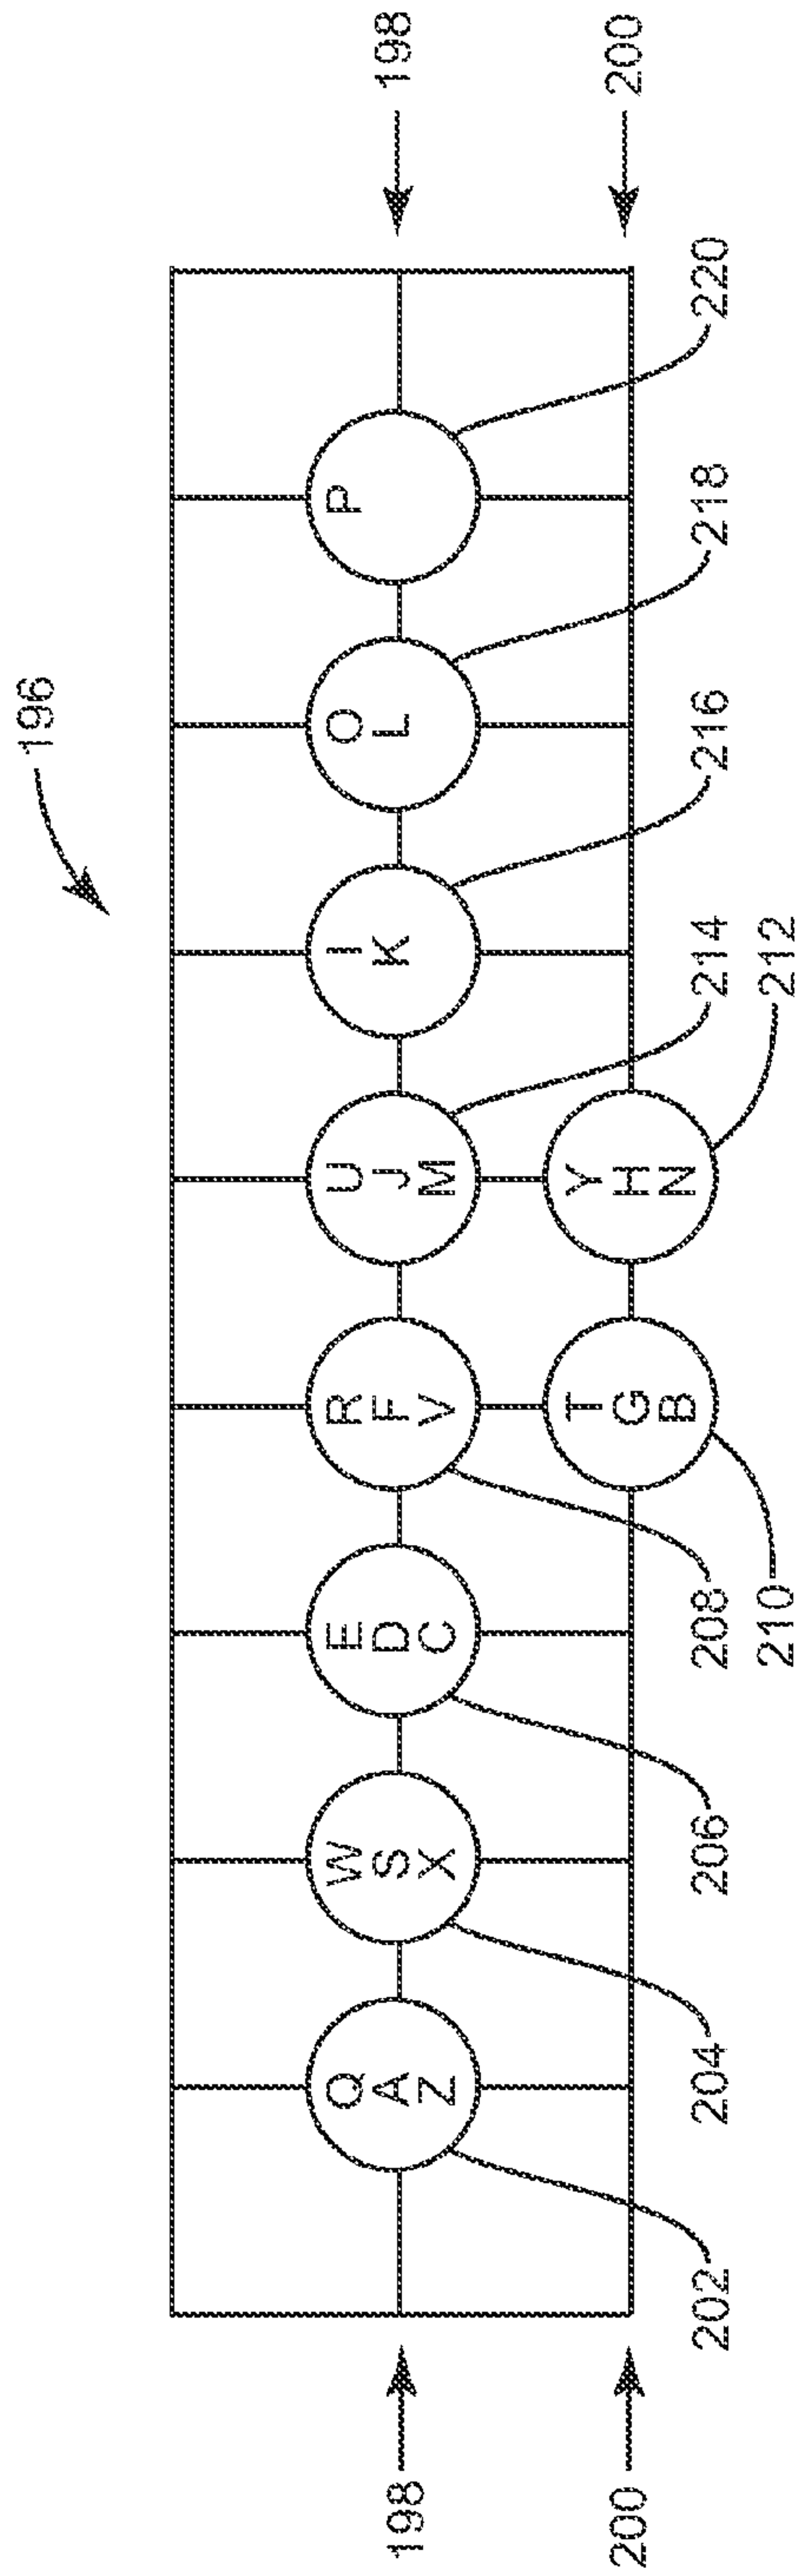 196
Q W E R U I O P
198 A S D F J K L 198
Z X C V M
T Y
200 G H 200
B N
202 204 206 208 214 216 218 220
210 212